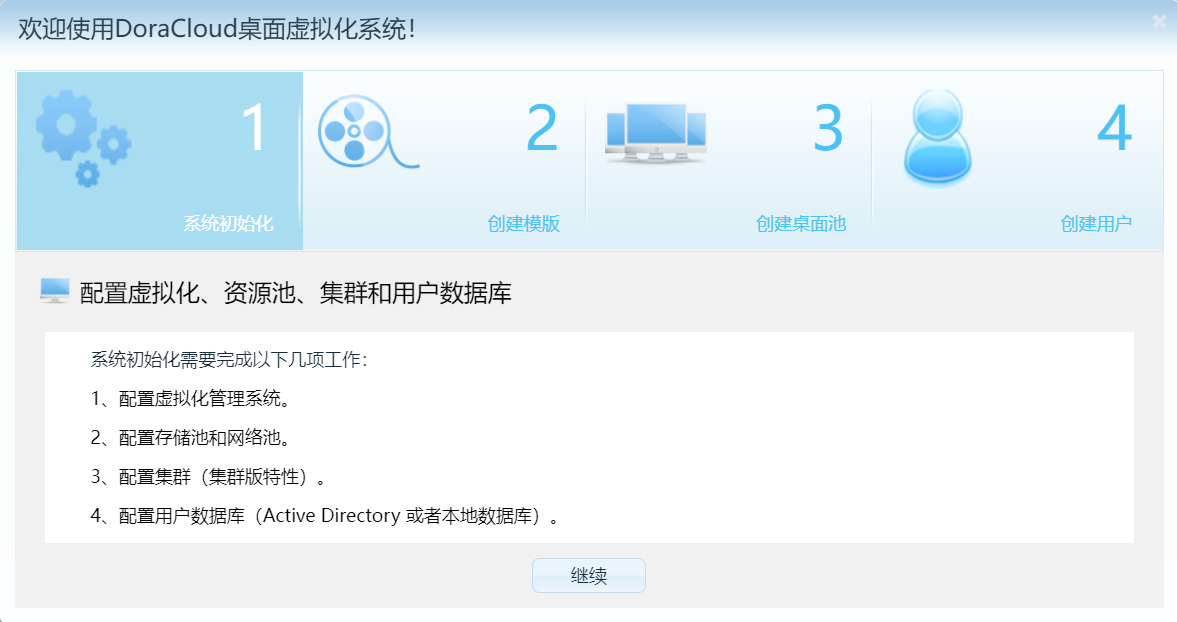 欢迎使用DoraCloud桌面虚拟化系统！
1
系统初始化
2
创建模版
3
创建桌面池
4
创建用户
配置虚拟化、资源池、集群和用户数据库
系统初始化需要完成以下几项工作：
1、配置虚拟化管理系统。
2、配置存储池和网络池。
3、配置集群（集群版特性）。
4、配置用户数据库（Active Directory 或者本地数据库）。
继续